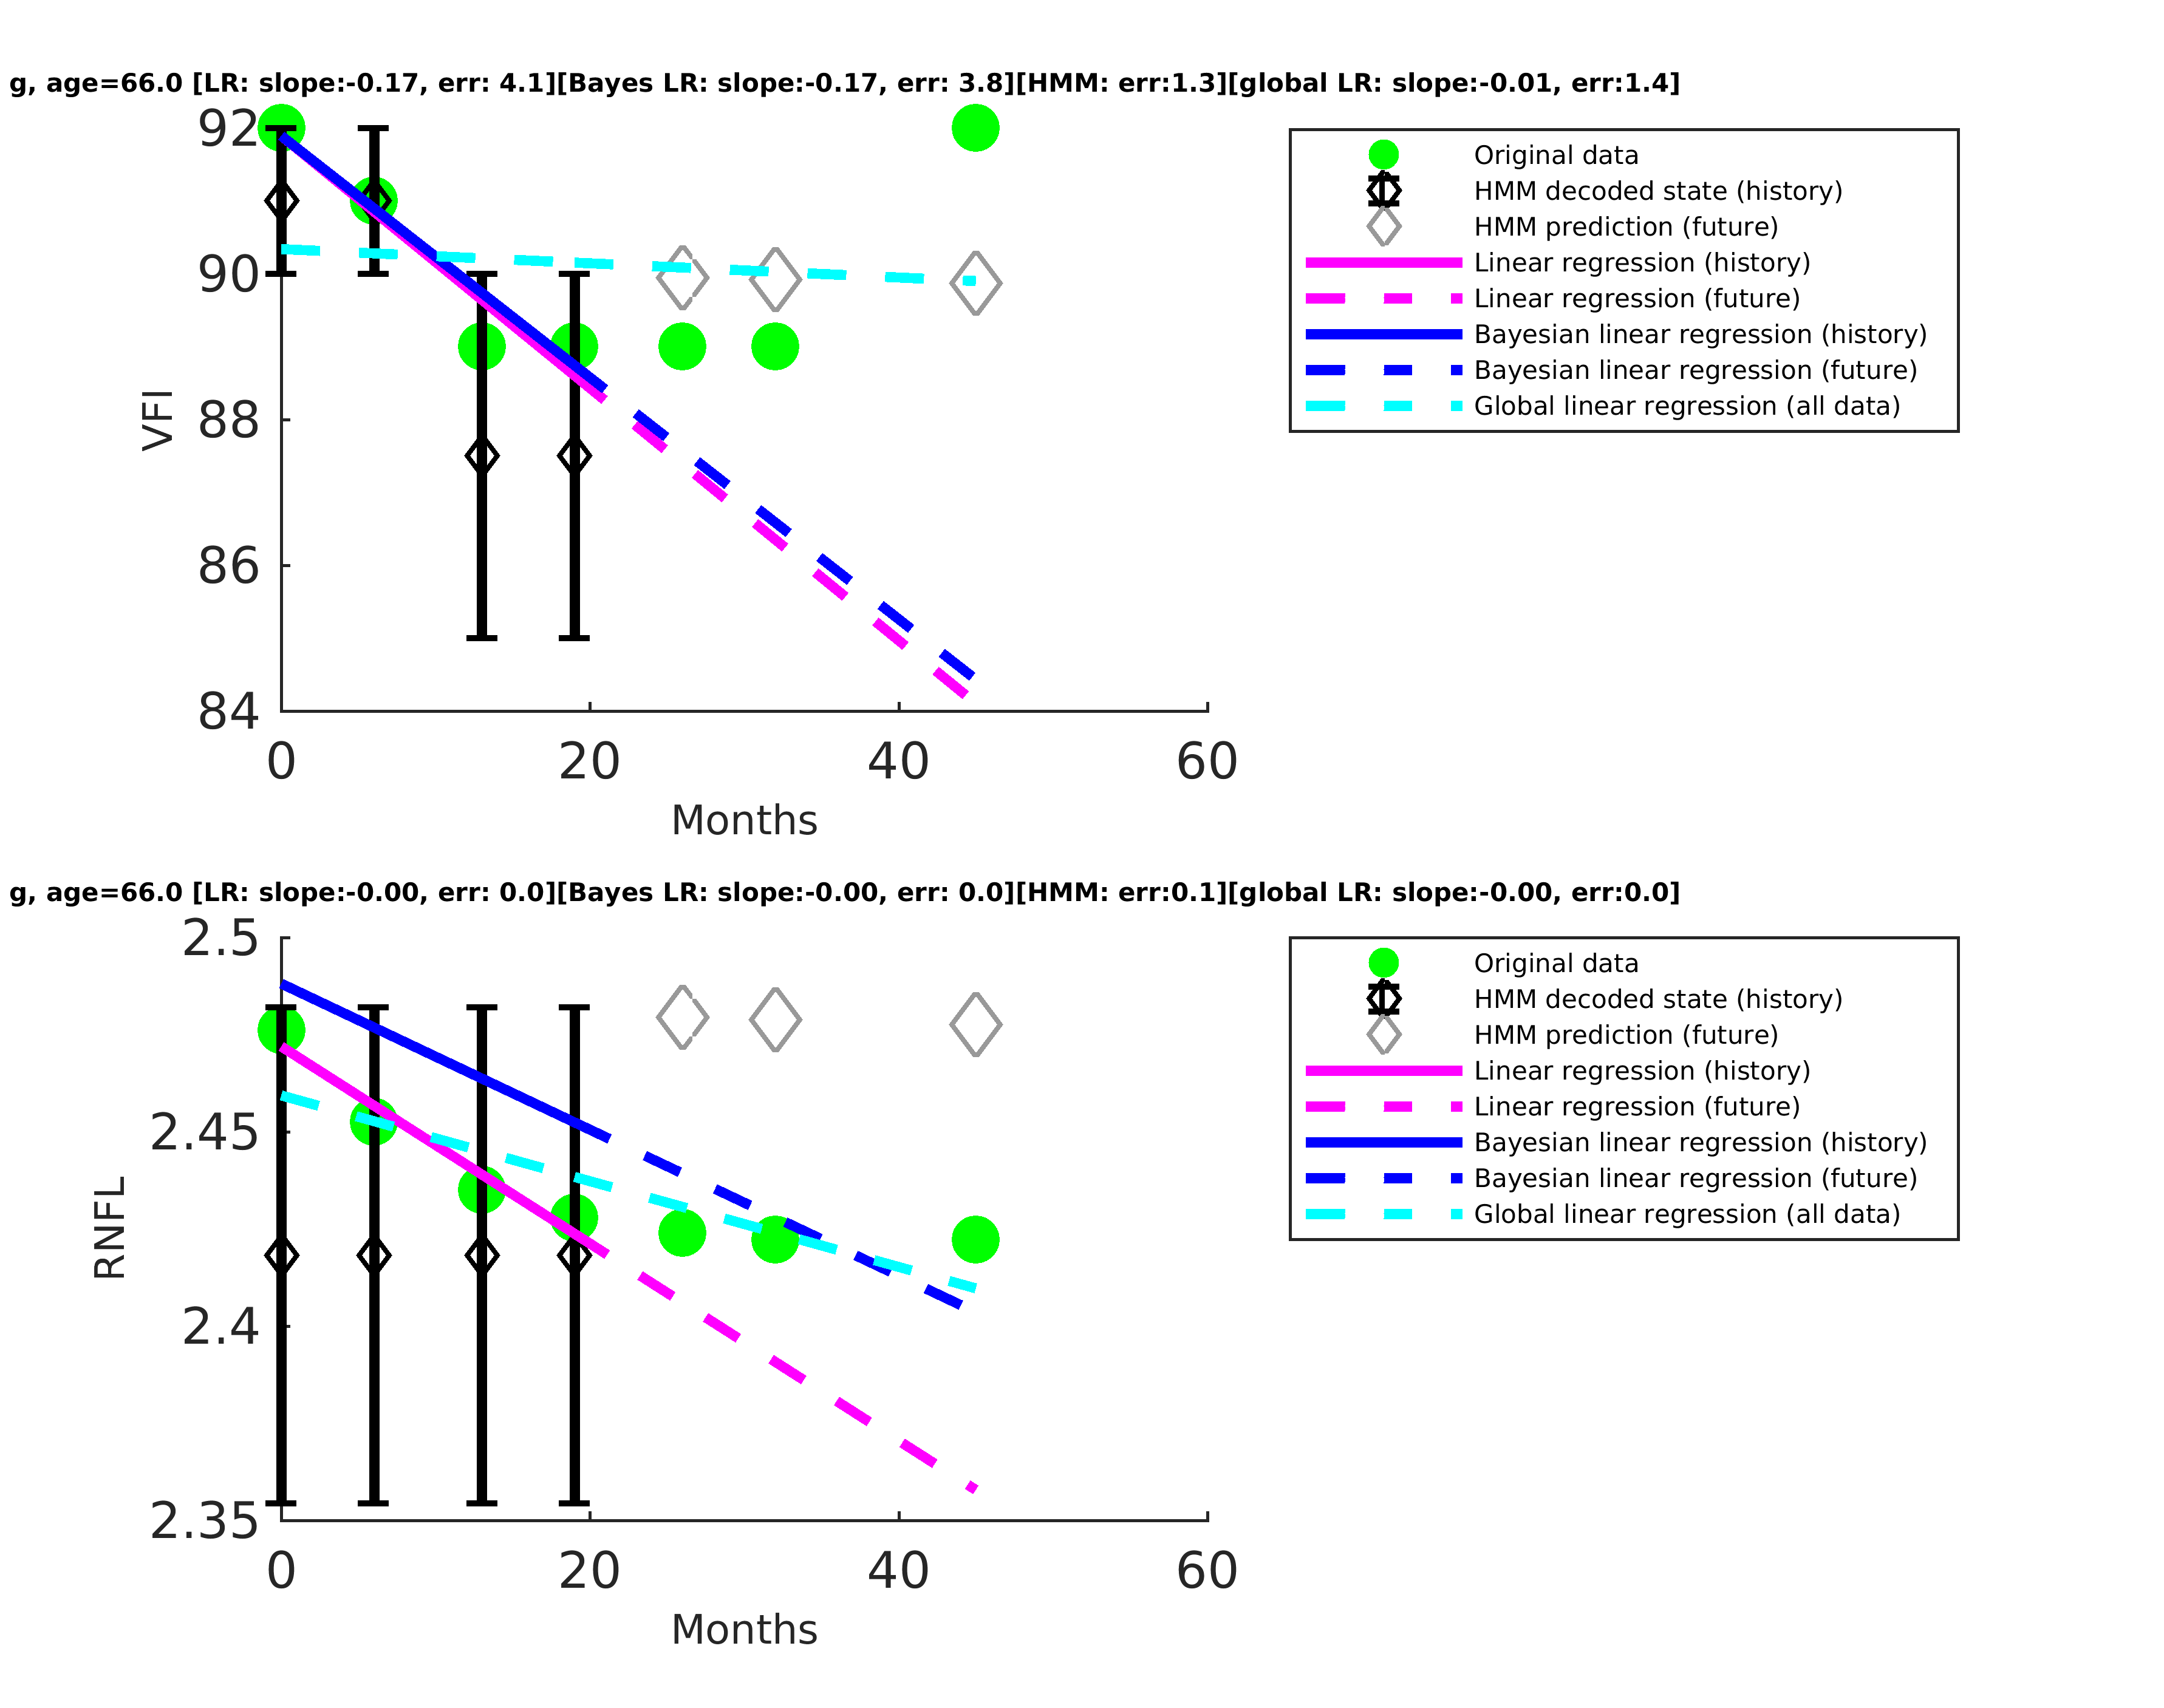 g, age=66.0 [LR: slope:-0.17, err: 4.1][Bayes LR: slope:-0.17, err: 3.8][HMM: err:1.3][global LR: slope:-0.01, err:1.4]
92
90
88
86
84
VFI
0 20 40 60
Months
Original data
HMM decoded state (history)
HMM prediction (future)
Linear regression (history)
Linear regression (future)
Bayesian linear regression (history)
Bayesian linear regression (future)
Global linear regression (all data)
g, age=66.0 [LR: slope:-0.00, err: 0.0][Bayes LR: slope:-0.00, err: 0.0][HMM: err:0.1][global LR: slope:-0.00, err:0.0]
2.5
2.45
2.4
2.35
RNFL
0 20 40 60
Months
Original data
HMM decoded state (history)
HMM prediction (future)
Linear regression (history)
Linear regression (future)
Bayesian linear regression (history)
Bayesian linear regression (future)
Global linear regression (all data)